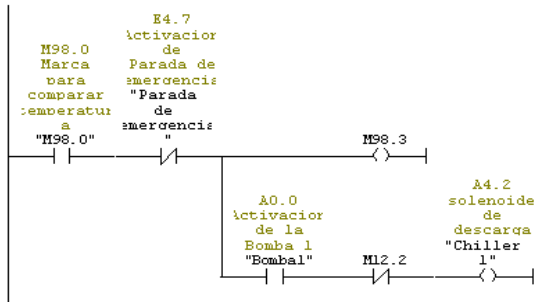 E4.7
Activacion
de
Parada de
emergencia
"Parada
de
emergencia
"
M98.0
Marca
para
comparar
temperatur
a
"M98.0"
M98.3
A0.0
Activacion
de la
Bomba 1
"Bomba1"
M12.2
A4.2
solenoide
de
descarga
"Chiller
1"